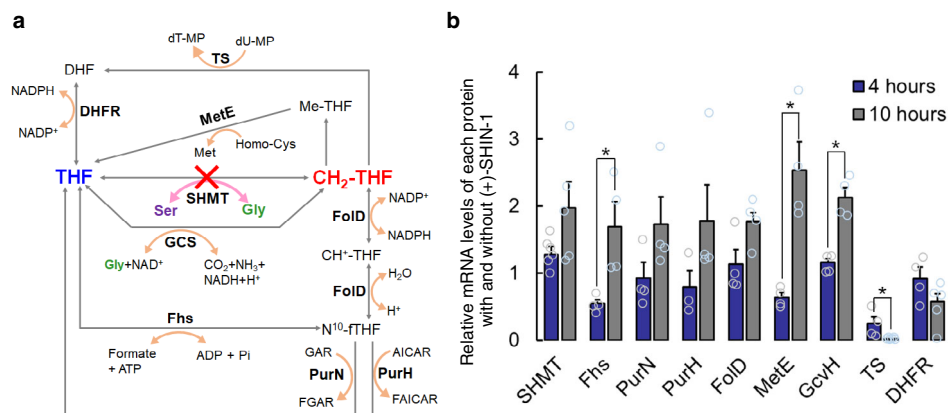 a
dT-MP dU-MP
TS
DHF
NADPH
DHFR
NADP+
MetE
Me-THF
Met
Homo-Cys
THF
CH2-THF
SHMT
Ser
Gly
FolD
NADP+
NADPH
GCS
Gly+NAD+
CO2+NH3+
NADH+H+
CH+-THF
FolD
H2O
H+
Fhs
N10-fTHF
Formate
+ ATP
ADP + Pi
GAR
AICAR
PurN
PurH
FGAR
FAICAR
b
Relative mRNA levels of each protein
with and without (+)-SHIN-1
4
3
2
1
0
4 hours
10 hours
*
*
*
*
SHMT
Fhs
PurN
PurH
FolD
MetE
GcvH
TS
DHFR